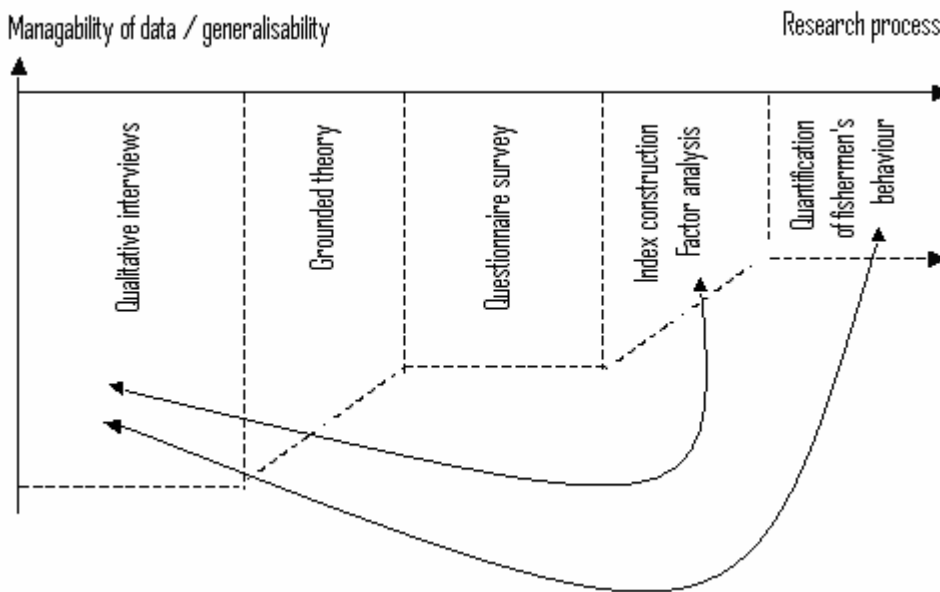 Managability of data / generalisability
Research process
Qualitative interviews
Grounded theory
Questionnaire survey
Index construction
Factor analysis
Quantification
of fishermen's
behaviour